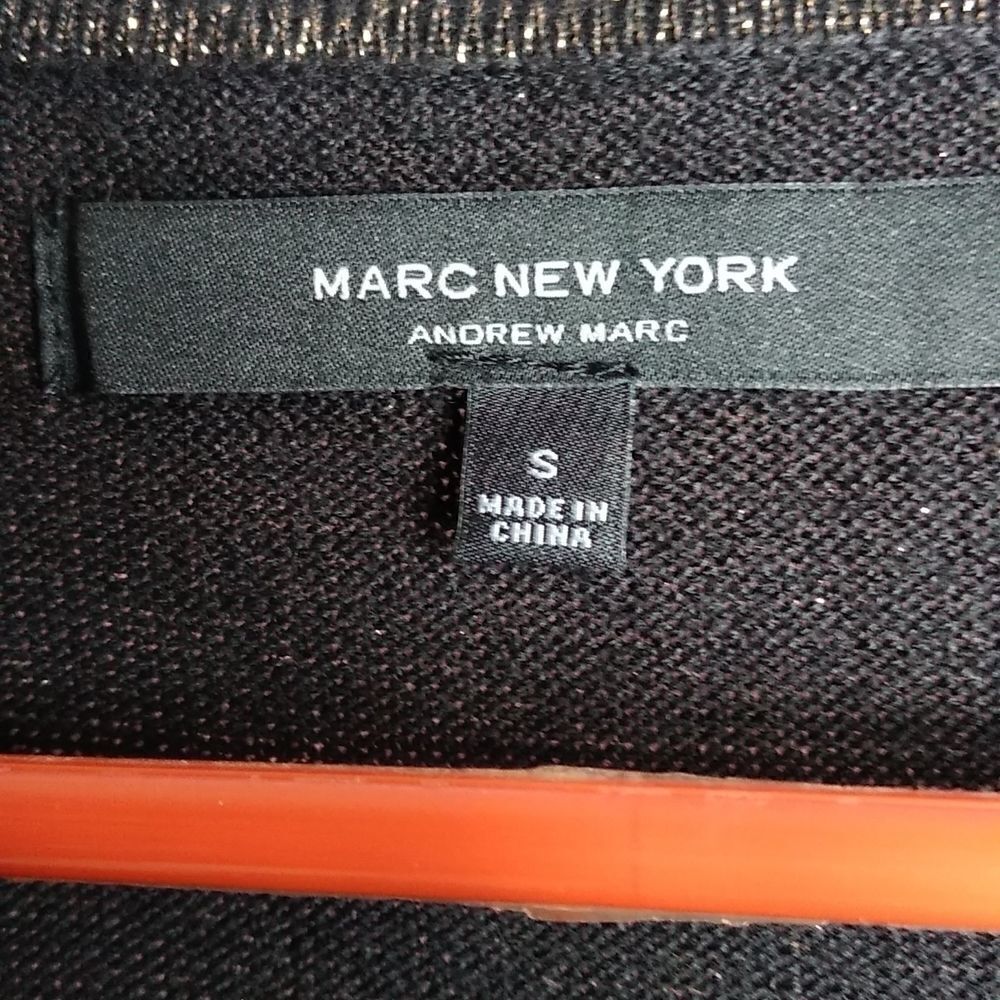 MARC NEW YORK
ANDREW MARC
S
MADE IN
CHINA